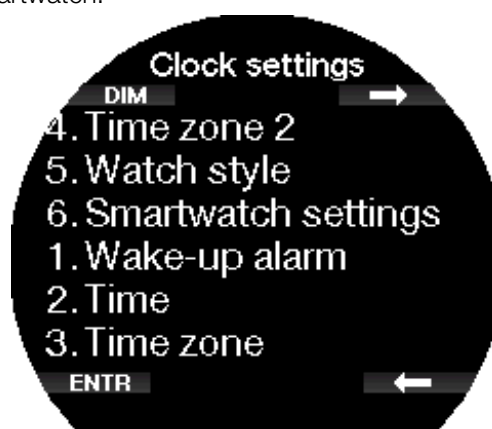 artwatch.
Clock settings
DIM →
4. Time zone 2
5. Watch style
6. Smartwatch settings
1. Wake-up alarm
2. Time
3. Time zone
ENTR ←